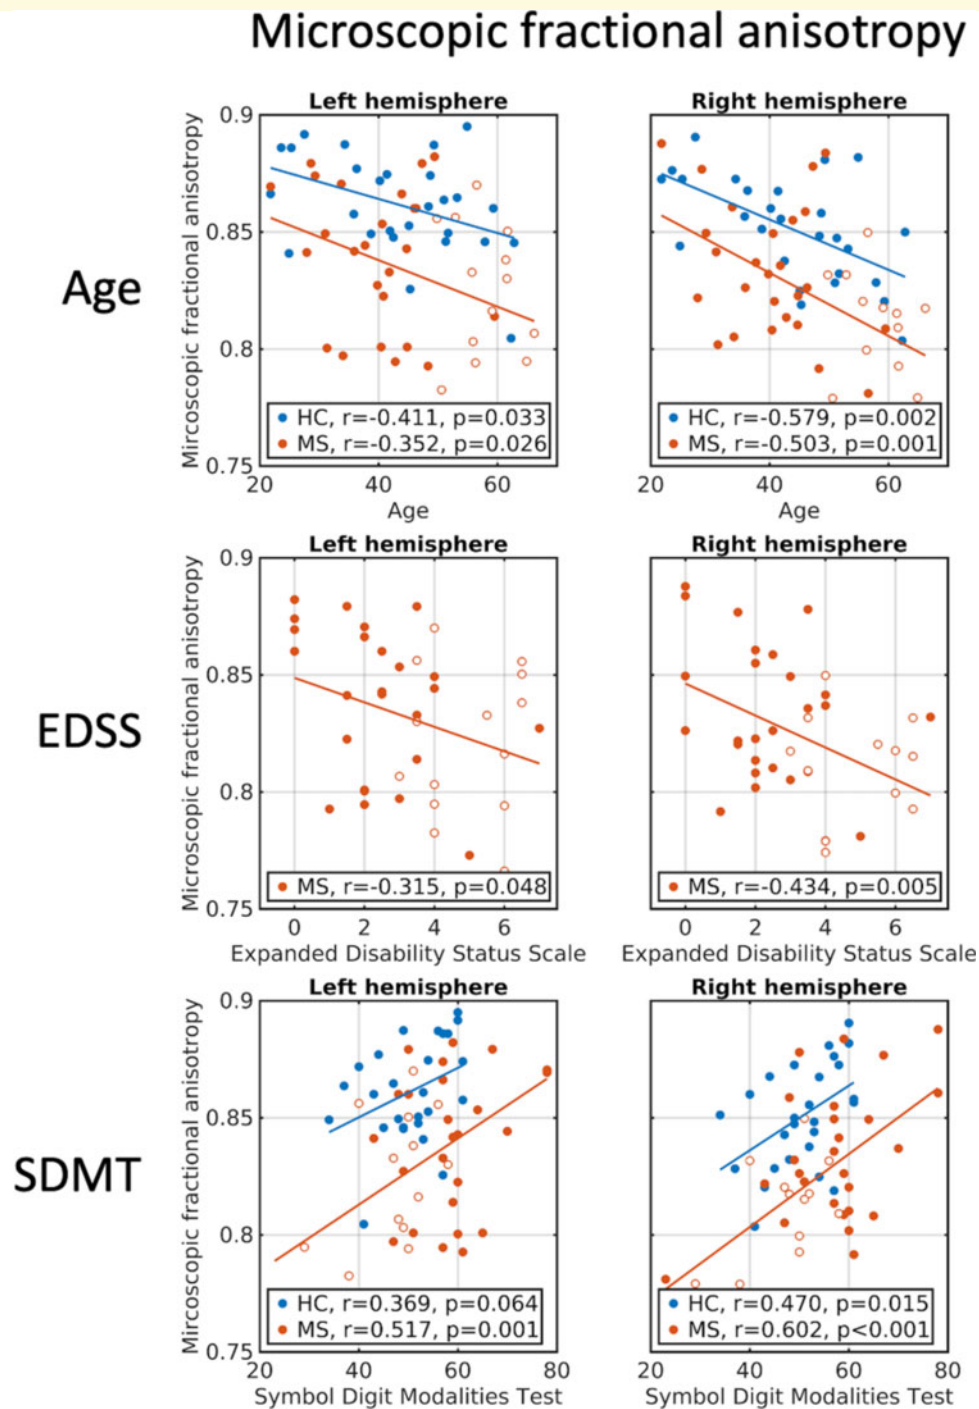 Microscopic fractional anisotropy
Age
Left hemisphere
Mircoscopic fractional anisotropy
0.9
0.85
0.8
0.75
HC, r=-0.411, p=0.033
MS, r=-0.352, p=0.026
20 40 60
Age
Right hemisphere
HC, r=-0.579, p=0.002
MS, r=-0.503, p=0.001
20 40 60
Age
EDSS
Left hemisphere
Microscopic fractional anisotropy
0.9
0.85
0.8
0.75
MS, r=-0.315, p=0.048
0 2 4 6
Expanded Disability Status Scale
Right hemisphere
MS, r=-0.434, p=0.005
0 2 4 6
Expanded Disability Status Scale
SDMT
Left hemisphere
Mircoscopic fractional anisotropy
0.9
0.85
0.8
0.75
HC, r=0.369, p=0.064
MS, r=0.517, p=0.001
20 40 60 80
Symbol Digit Modalities Test
Right hemisphere
HC, r=0.470, p=0.015
MS, r=0.602, p<0.001
20 40 60 80
Symbol Digit Modalities Test